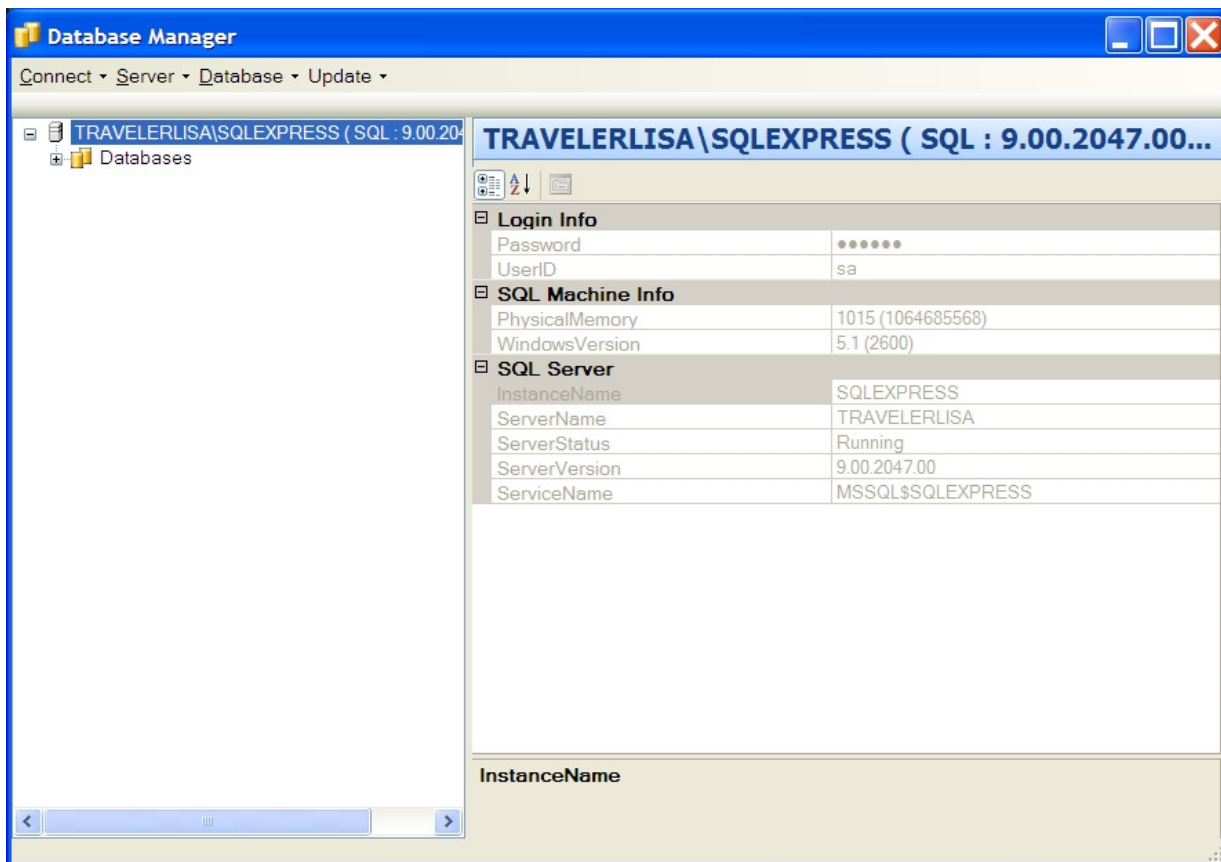 Database Manager
Connect Server Database Update
TRAVELERLISA\SQLEXPRESS ( SQL : 9.00.204
Databases
TRAVELERLISA\SQLEXPRESS ( SQL : 9.00.2047.00...
Login Info
Password ●●●●●●
UserID sa
SQL Machine Info
PhysicalMemory 1015 (1064685568)
WindowsVersion 5.1 (2600)
SQL Server
InstanceName SQLEXPRESS
ServerName TRAVELERLISA
ServerStatus Running
ServerVersion 9.00.2047.00
ServiceName MSSQL$SQLEXPRESS
InstanceName